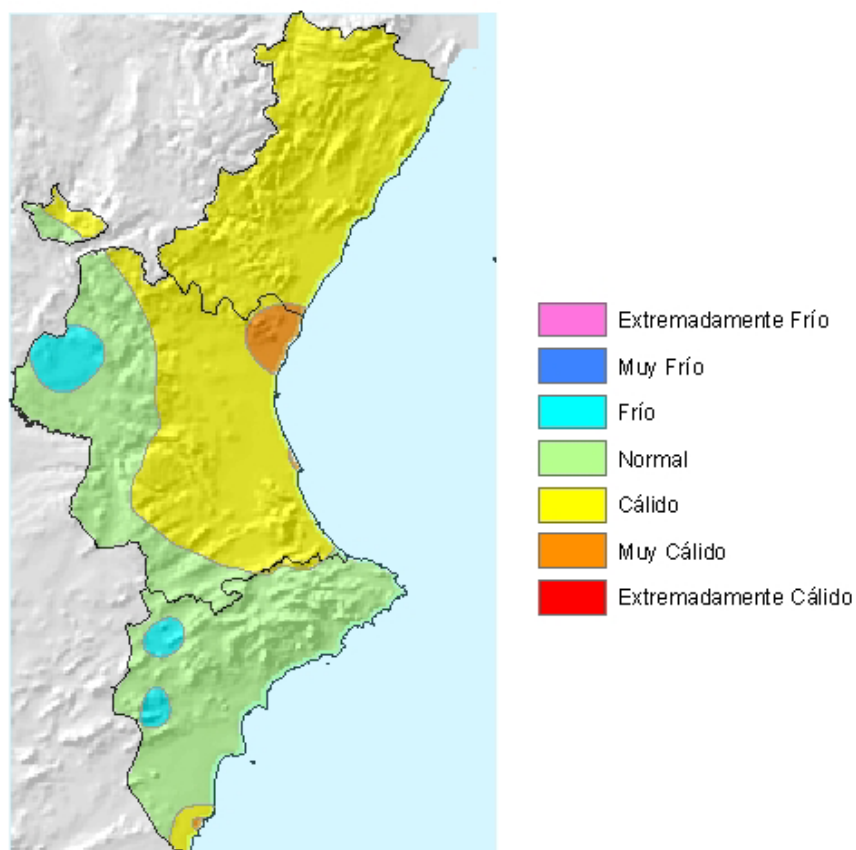 Extremadamente Frío
Muy Frío
Frío
Normal
Cálido
Muy Cálido
Extremadamente Cálido